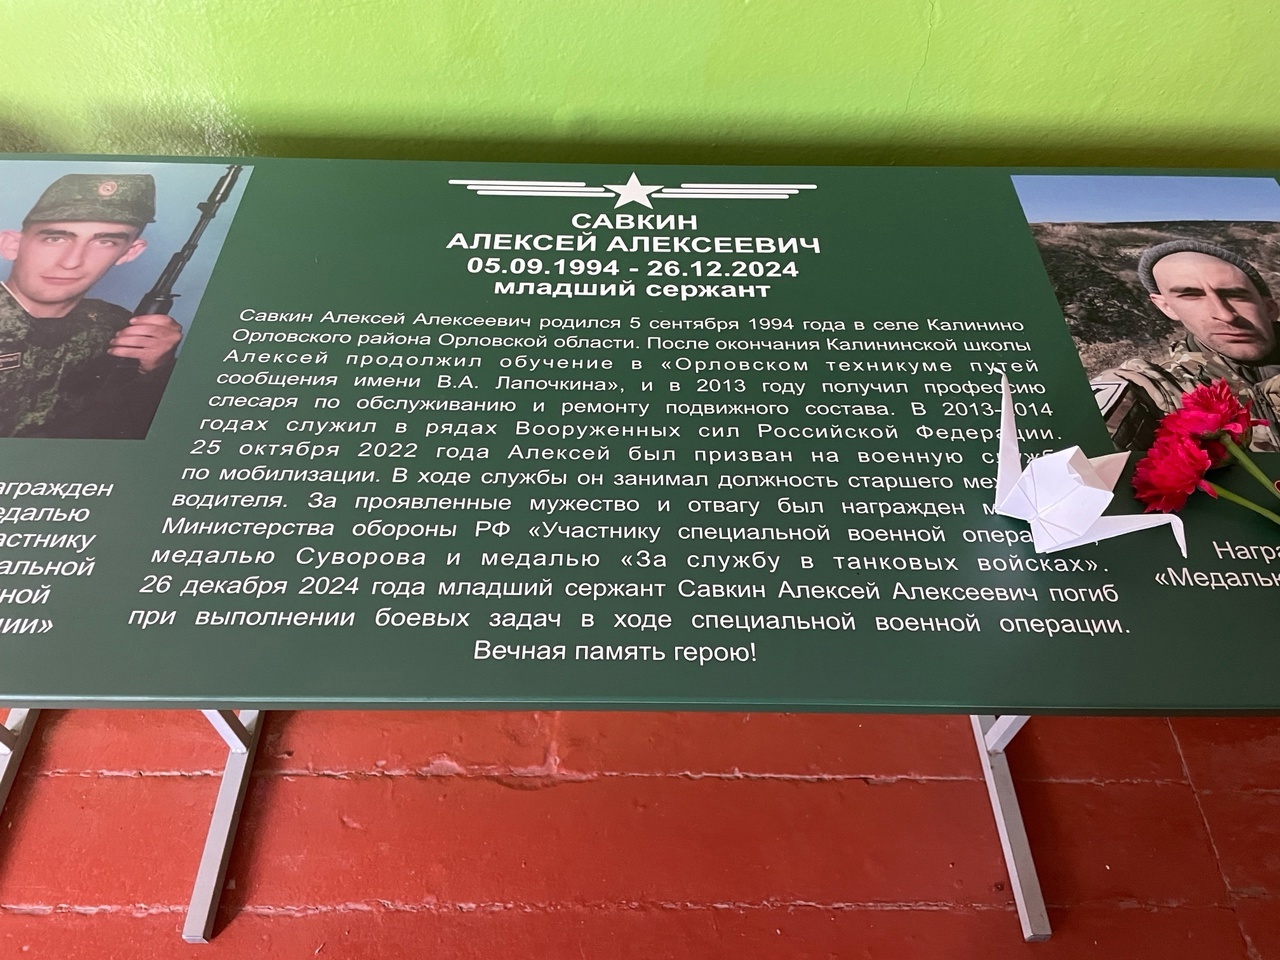 САВКИН
АЛЕКСЕЙ АЛЕКСЕЕВИЧ
05.09.1994 - 26.12.2024
младший сержант
Савкин Алексей Алексеевич родился 5 сентября 1994 года в селе Калинино
Орловского района Орловской области. После окончания Калининской школы
Алексей продолжил обучение в «Орловском техникуме путей
сообщения имени В.А. Лапочкина», и в 2013 году получил профессию
слесаря по обслуживанию и ремонту подвижного состава. В 2013-2014
годах служил в рядах Вооруженных сил Российской Федерации.
25 октября 2022 года Алексей был призван на военную
по мобилизации. В ходе службы он занимал должность старшего
водителя. За проявленные мужество и отвагу был награжден
Министерства обороны РФ «Участнику специальной военной
медалью Суворова и медалью «За службу в танковых войсках».
26 декабря 2024 года младший сержант Савкин Алексей Алексеевич погиб
при выполнении боевых задач в ходе специальной военной операции.
Вечная память герою!